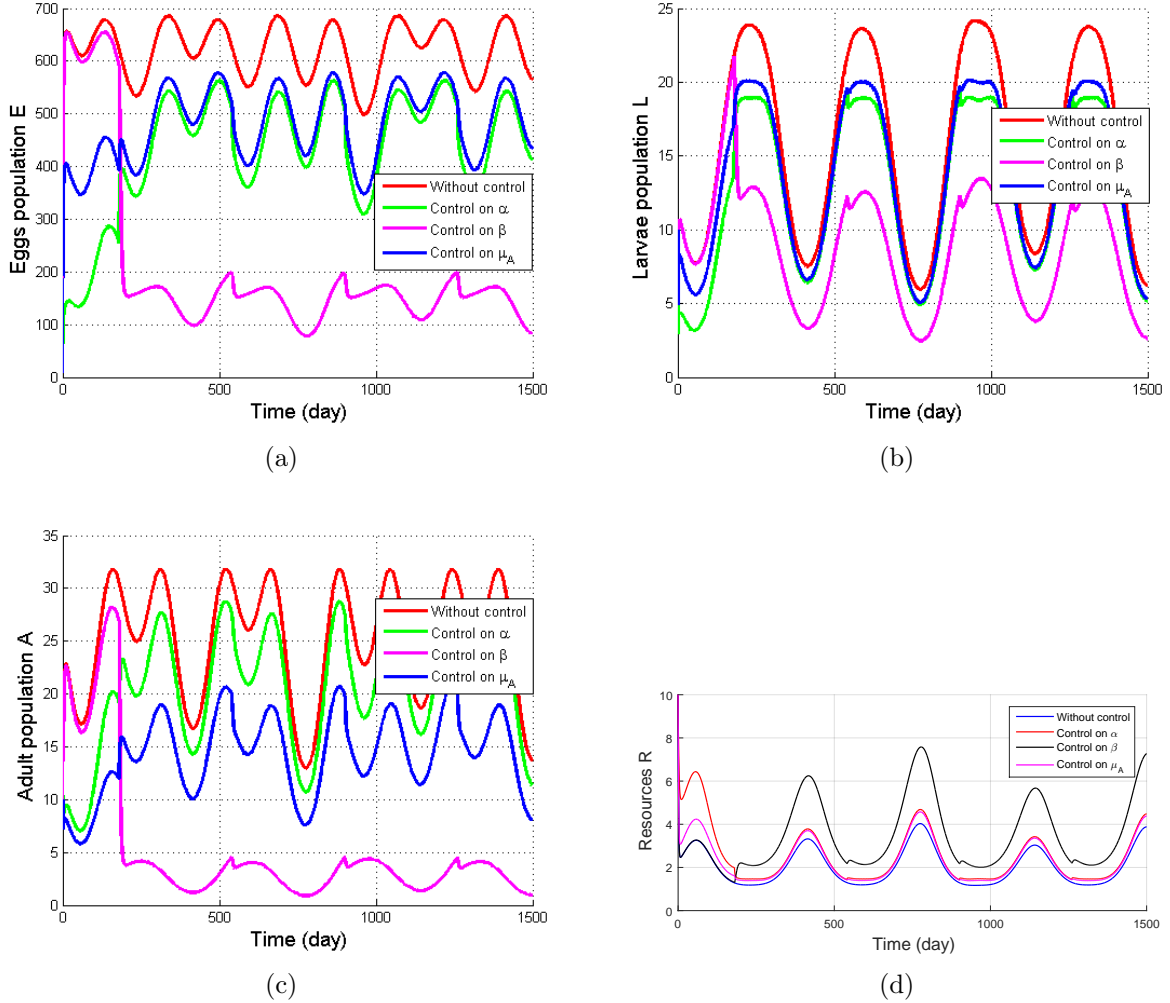 700
600
500
400
300
200
100
0
0
500
1000
1500
Eggs population E
Time (day)
Without control
Control on α
Control on β
Control on μA
(a)
25
20
15
10
5
0
0
500
1000
1500
Larvae population L
Time (day)
Without control
Control on α
Control on β
Control on μA
(b)
35
30
25
20
15
10
5
0
0
500
1000
1500
Adult population A
Time (day)
Without control
Control on α
Control on β
Control on μA
(c)
10
8
6
4
2
0
0
500
1000
1500
Resources R
Time (day)
Without control
Control on α
Control on β
Control on μA
(d)